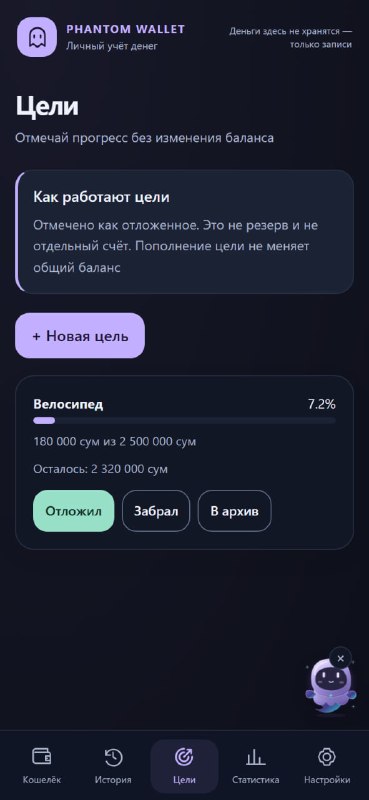 PHANTOM WALLET
Личный учёт денег
Деньги здесь не хранятся —
только записи
Цели
Отмечай прогресс без изменения баланса
Как работают цели
Отмечено как отложенное. Это не резерв и не
отдельный счёт. Пополнение цели не меняет
общий баланс
+ Новая цель
Велосипед 7.2%
180 000 сум из 2 500 000 сум
Осталось: 2 320 000 сум
Отложил Забрал В архив
×
Кошелёк История Цели Статистика Настройки